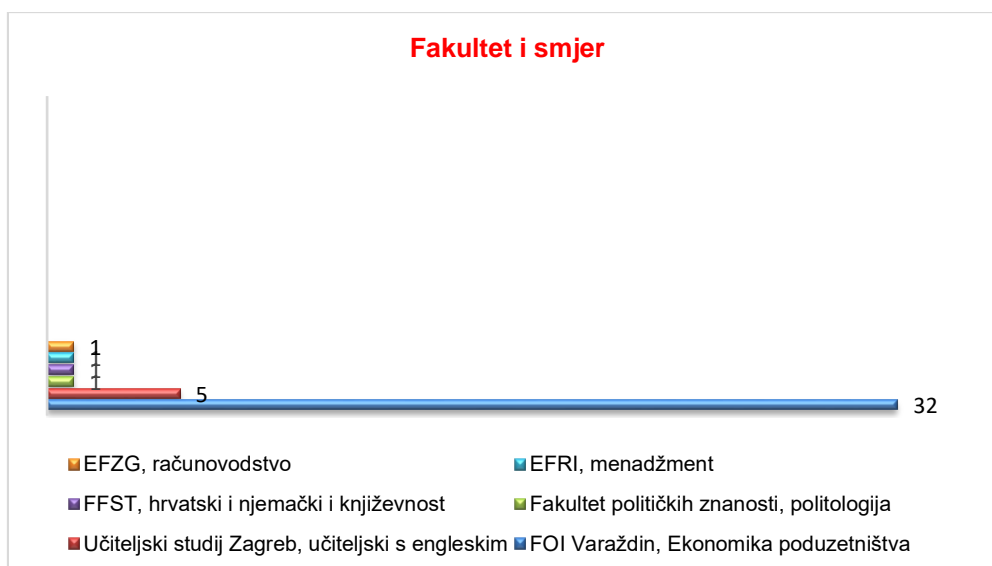 Fakultet i smjer
1
1
1
1
5
32
EFZG, računovodstvo
EFRI, menadžment
FFST, hrvatski i njemački i književnost
Fakultet političkih znanosti, politologija
Učiteljski studij Zagreb, učiteljski s engleskim
FOI Varaždin, Ekonomika poduzetništva